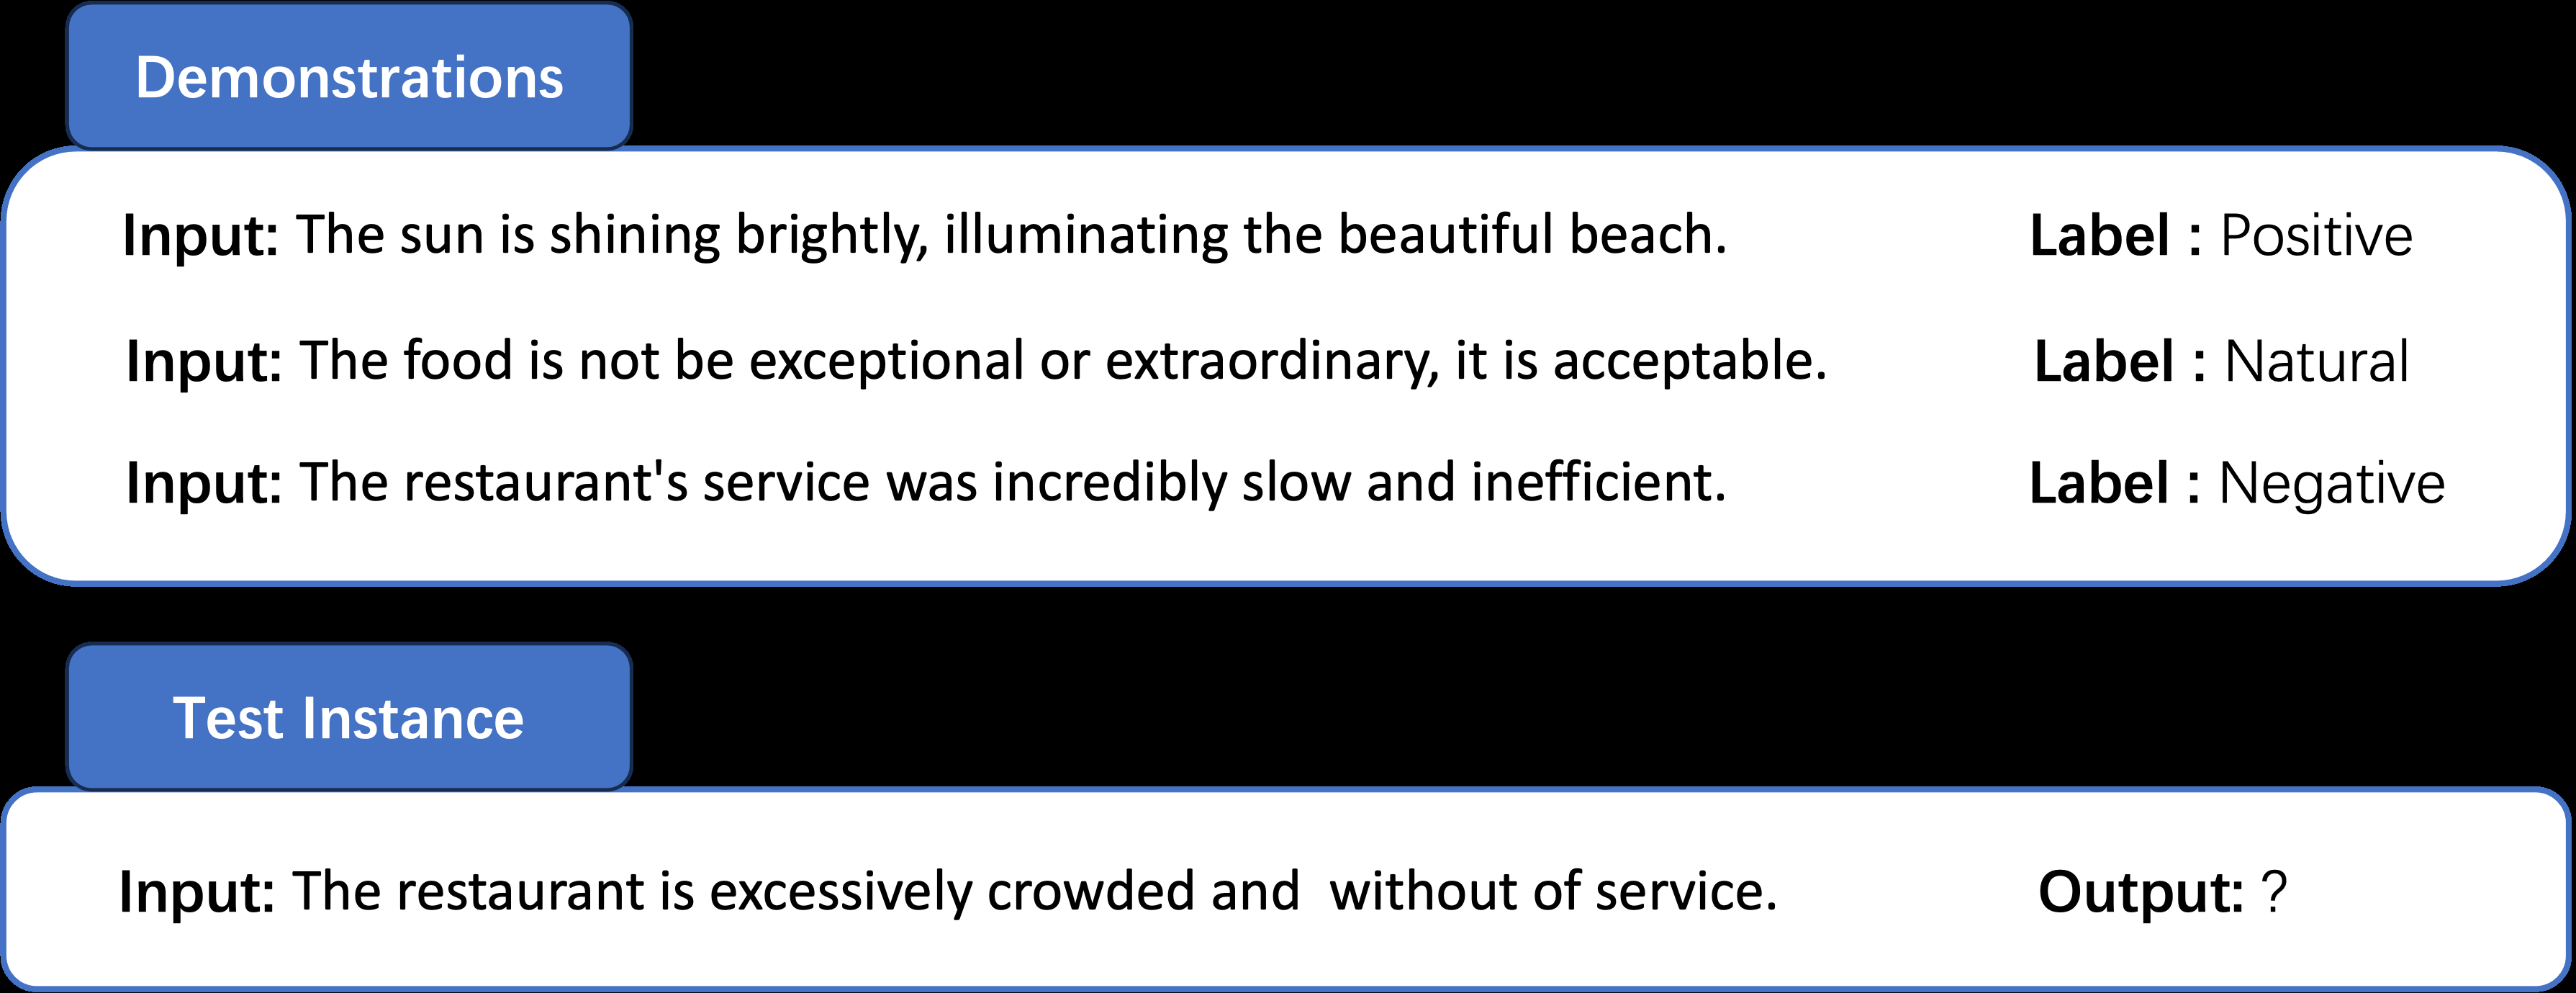 Demonstrations
Input: The sun is shining brightly, illuminating the beautiful beach. Label : Positive
Input: The food is not be exceptional or extraordinary, it is acceptable. Label : Natural
Input: The restaurant's service was incredibly slow and inefficient. Label : Negative
Test Instance
Input: The restaurant is excessively crowded and  without of service. Output: ?